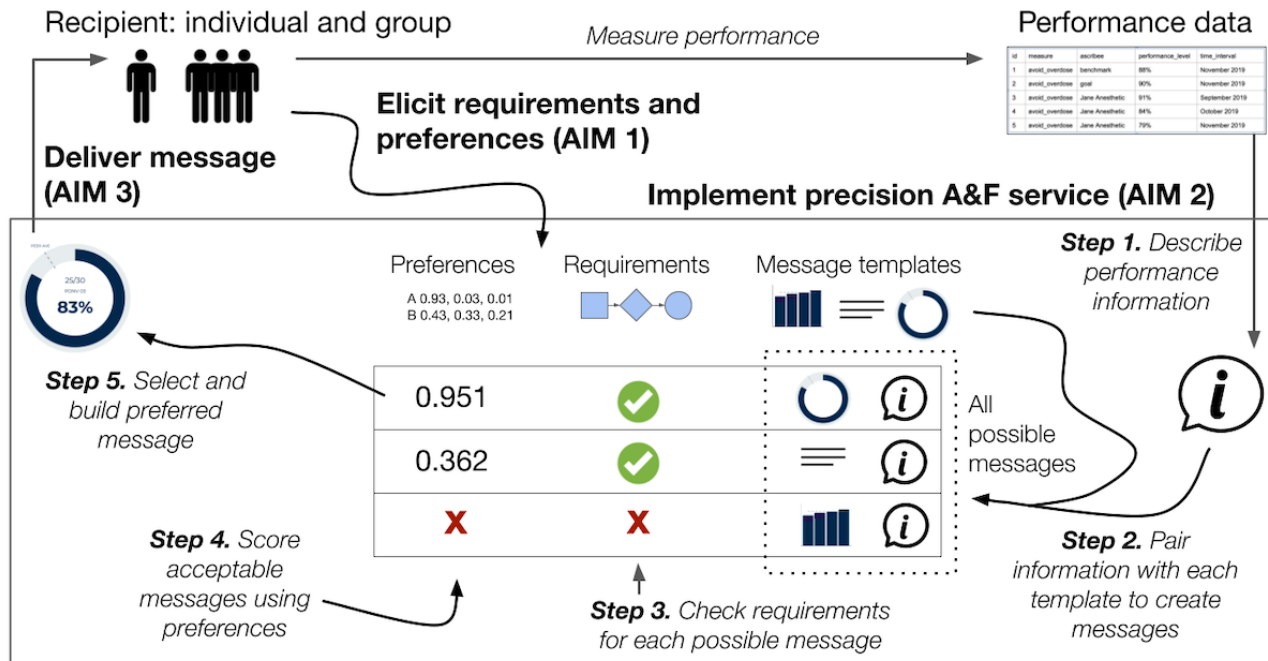 Recipient: individual and group
Performance data
Measure performance
id measure ascribee performance_level time_interval
1 avoid_overdose benchmark 88% November 2019
2 avoid_overdose goal 90% November 2019
3 avoid_overdose Jane Anesthetic 91% September 2019
4 avoid_overdose Jane Anesthetic 84% October 2019
5 avoid_overdose Jane Anesthetic 79% November 2019
Elicit requirements and
preferences (AIM 1)
Deliver message
(AIM 3)
Implement precision A&F service (AIM 2)
Step 1. Describe
performance
information
25/30
PONV 03
83%
Preferences
Requirements
Message templates
A 0.93, 0.03, 0.01
B 0.43, 0.33, 0.21
Step 5. Select and
build preferred
message
0.951
i
0.362
i
X
X
i
All
possible
messages
i
Step 4. Score
acceptable
messages using
preferences
Step 3. Check requirements
for each possible message
Step 2. Pair
information with each
template to create
messages